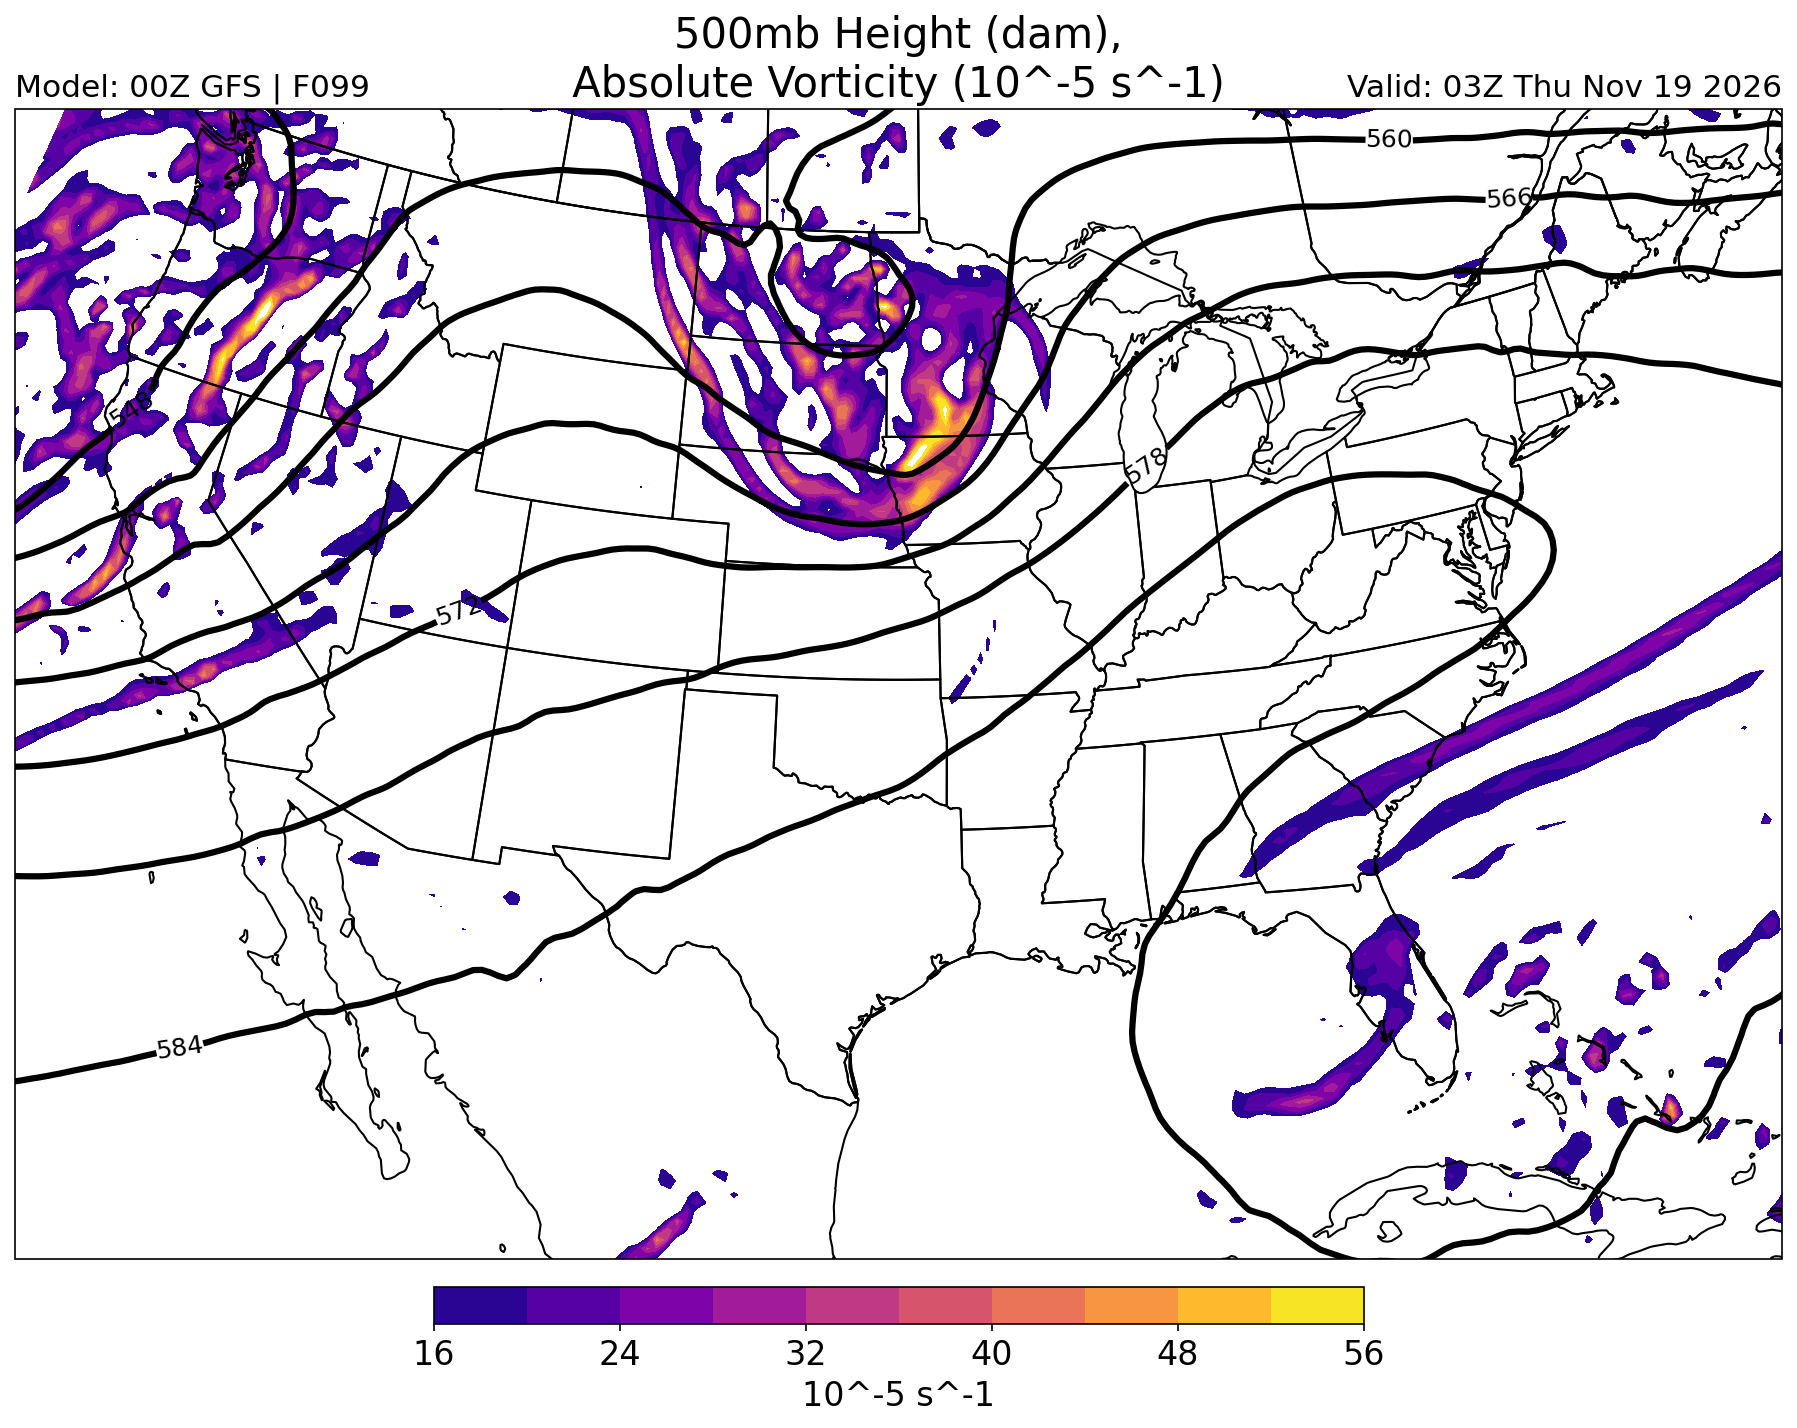 500mb Height (dam),
Model: 00Z GFS | F099
Absolute Vorticity (10^-5 s^-1)
Valid: 03Z Thu Nov 19 2026
560
566
548
578
572
584
16 24 32 40 48 56
10^-5 s^-1